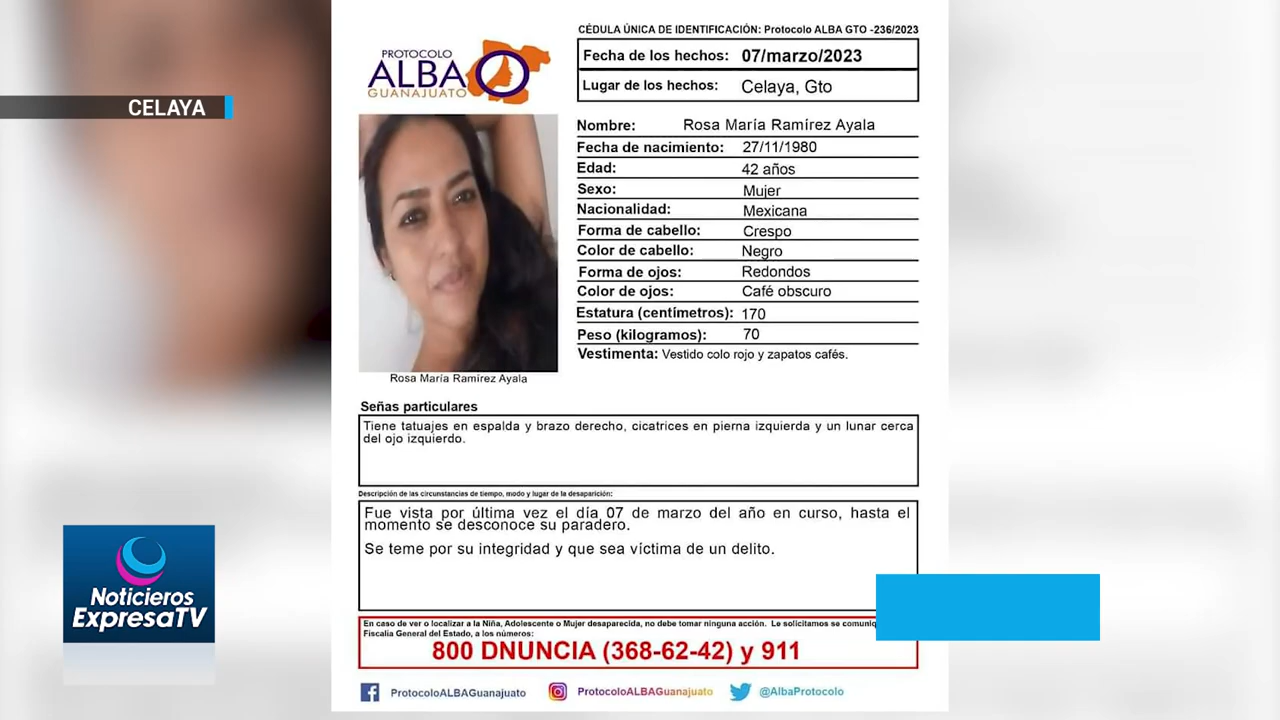 CELAYA
PROTOCOLO
ALBA
GUANAJUATO
CÉDULA ÚNICA DE IDENTIFICACIÓN: Protocolo ALBA GTO -236/2023
Fecha de los hechos: 07/marzo/2023
Lugar de los hechos: Celaya, Gto
Nombre: Rosa María Ramírez Ayala
Fecha de nacimiento: 27/11/1980
Edad: 42 años
Sexo: Mujer
Nacionalidad: Mexicana
Forma de cabello: Crespo
Color de cabello: Negro
Forma de ojos: Redondos
Color de ojos: Café obscuro
Estatura (centímetros): 170
Peso (kilogramos): 70
Vestimenta: Vestido colo rojo y zapatos cafés.
Rosa María Ramírez Ayala
Señas particulares
Tiene tatuajes en espalda y brazo derecho, cicatrices en pierna izquierda y un lunar cerca
del ojo izquierdo.
Descripción de las circunstancias de tiempo, modo y lugar de la desaparición:
Fue vista por última vez el día 07 de marzo del año en curso, hasta el
momento se desconoce su paradero.
Se teme por su integridad y que sea víctima de un delito.
En caso de ver o localizar a la Niña, Adolescente o Mujer desaparecida, no debe tomar ninguna acción. Le solicitamos se comuniqu
Fiscalía General del Estado, a los números:
800 DNUNCIA (368-62-42) y 911
ProtocoloALBAGuanajuato
ProtocoloALBAGuanajuato
@AlbaProtocolo
Noticieros
ExpresaTV